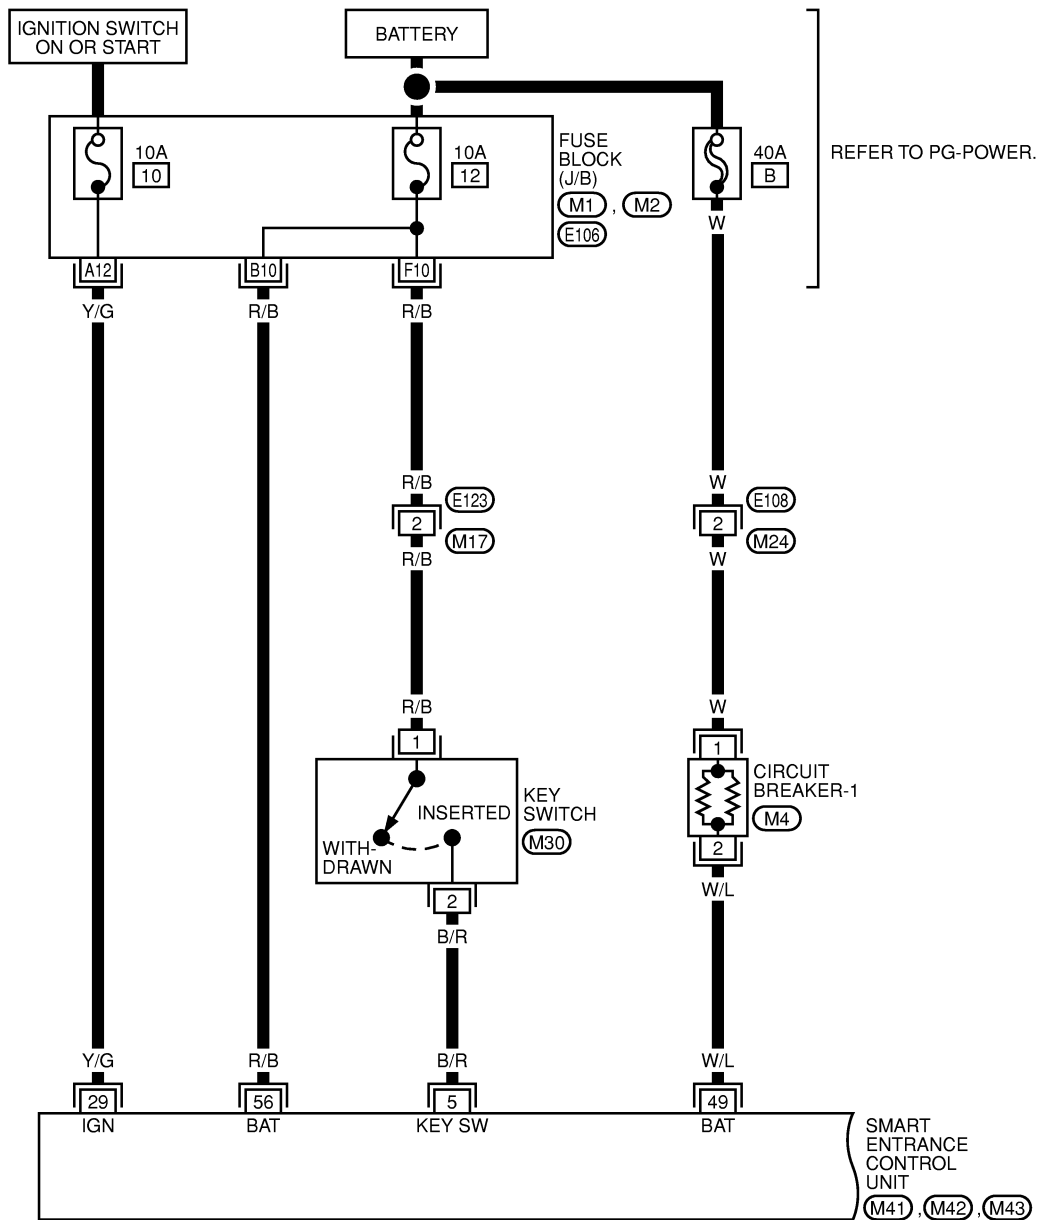 IGNITION SWITCH
ON OR START
BATTERY
10A
10
10A
12
FUSE
BLOCK
(J/B)
M1 , M2
E106
40A
B
REFER TO PG-POWER.
W
A12
B10
F10
Y/G
R/B
R/B
R/B
E123
2
M17
R/B
W
E108
2
M24
W
R/B
W
1
1
INSERTED
WITH-
DRAWN
KEY
SWITCH
M30
CIRCUIT
BREAKER-1
M4
2
2
B/R
W/L
Y/G
R/B
B/R
W/L
29
56
5
49
IGN
BAT
KEY SW
BAT
SMART
ENTRANCE
CONTROL
UNIT
M41 , M42 , M43